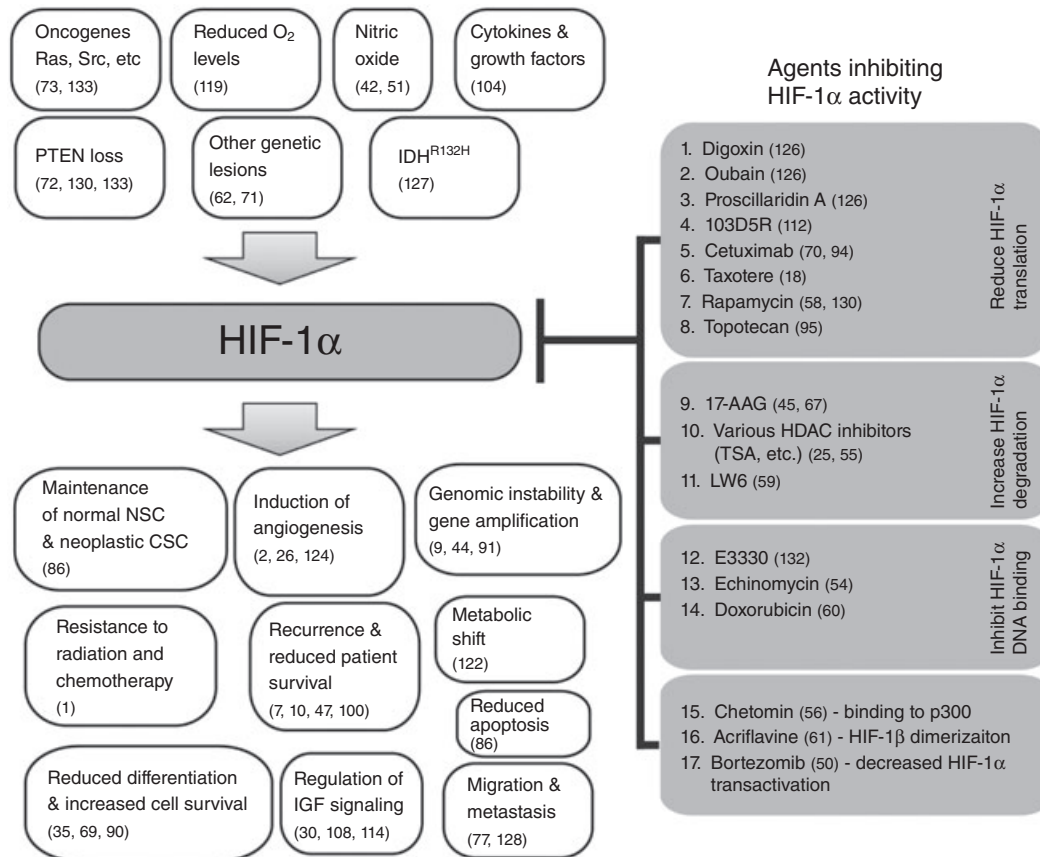 Oncogenes
Ras, Src, etc
(73, 133)
Reduced O₂
levels
(119)
Nitric
oxide
(42, 51)
Cytokines &
growth factors
(104)
PTEN loss
(72, 130, 133)
Other genetic
lesions
(62, 71)
IDH^R132H
(127)
HIF-1α
Maintenance
of normal NSC
& neoplastic CSC
(86)
Induction of
angiogenesis
(2, 26, 124)
Genomic instability &
gene amplification
(9, 44, 91)
Resistance to
radiation and
chemotherapy
(1)
Recurrence &
reduced patient
survival
(7, 10, 47, 100)
Metabolic
shift
(122)
Reduced
apoptosis
(86)
Reduced differentiation
& increased cell survival
(35, 69, 90)
Regulation of
IGF signaling
(30, 108, 114)
Migration &
metastasis
(77, 128)
Agents inhibiting
HIF-1α activity
1. Digoxin (126)
2. Oubain (126)
3. Proscillaridin A (126)
4. 103D5R (112)
5. Cetuximab (70, 94)
6. Taxotere (18)
7. Rapamycin (58, 130)
8. Topotecan (95)
Reduce HIF-1α
translation
9. 17-AAG (45, 67)
10. Various HDAC inhibitors
(TSA, etc.) (25, 55)
11. LW6 (59)
Increase HIF-1α
degradation
12. E3330 (132)
13. Echinomycin (54)
14. Doxorubicin (60)
Inhibit HIF-1α
DNA binding
15. Chetomin (56) - binding to p300
16. Acriflavine (61) - HIF-1β dimerizaiton
17. Bortezomib (50) - decreased HIF-1α
transactivation